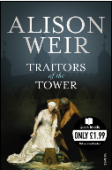 ALISON
WEIR
TRAITORS
of the
TOWER
ONLY £1.99